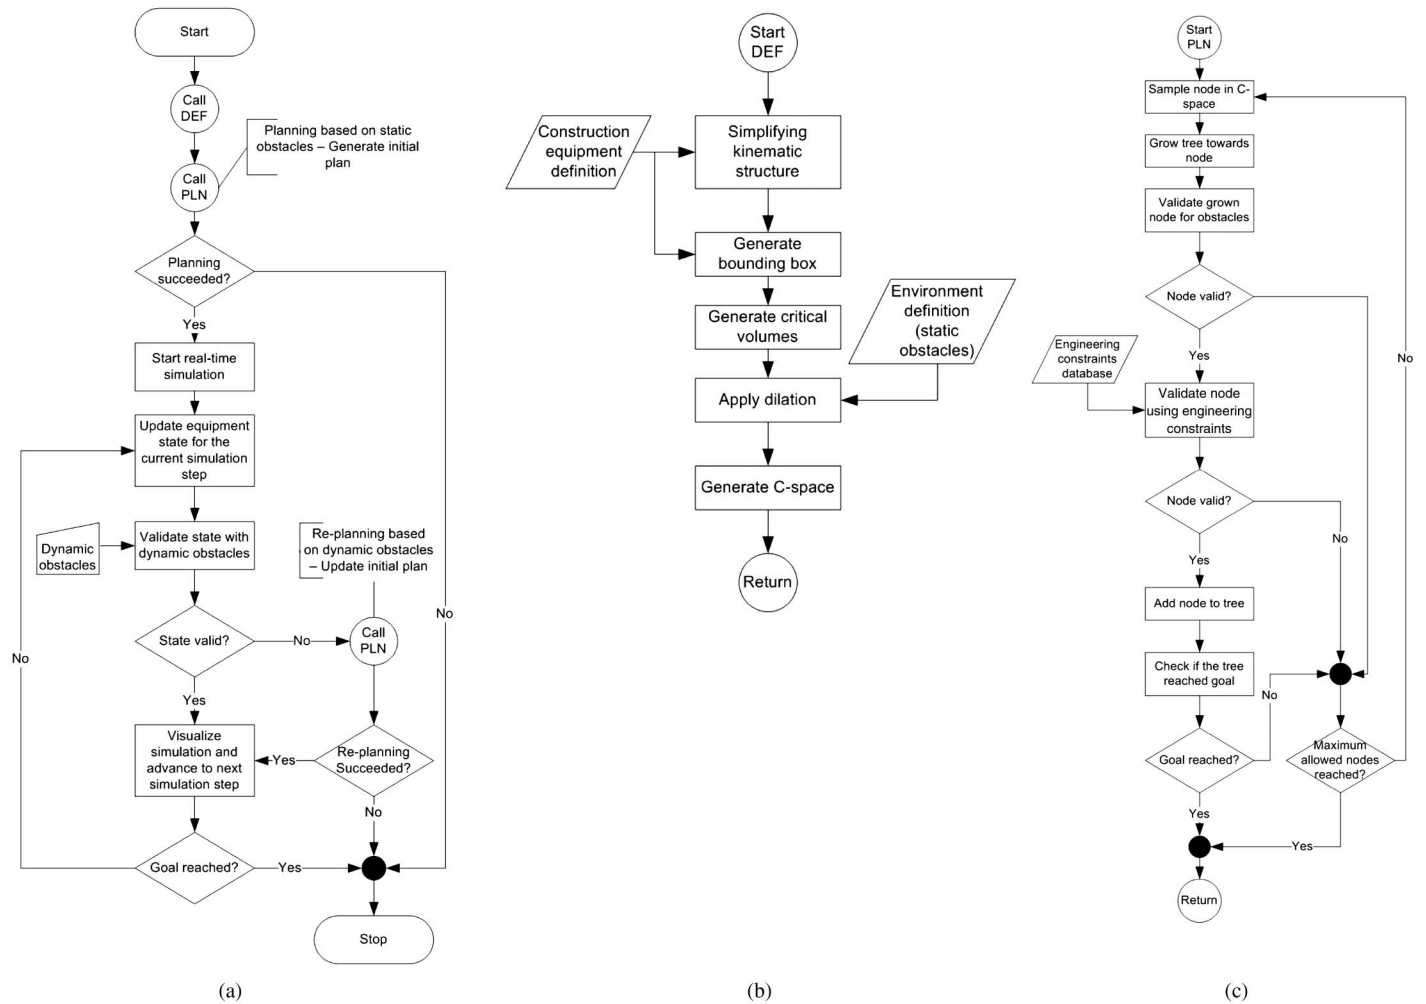 Start
Call
DEF
Planning based on static
obstacles – Generate initial
plan
Call
PLN
Planning
succeeded?
Yes
Start real-time
simulation
Update equipment
state for the
current simulation
step
Dynamic
obstacles
Validate state with
dynamic obstacles
Re-planning based
on dynamic obstacles
– Update initial plan
No
State valid?
No
Call
PLN
No
Yes
Visualize
simulation and
advance to next
simulation step
Yes
Re-planning
Succeeded?
No
Goal reached?
Yes
Stop
(a)
Start
DEF
Construction
equipment
definition
Simplifying
kinematic
structure
Generate
bounding box
Environment
definition
(static
obstacles)
Generate critical
volumes
Apply dilation
Generate C-space
Return
(b)
Start
PLN
Sample node in C-
space
Grow tree towards
node
Validate grown
node for obstacles
Node valid?
Engineering
constraints
database
Yes
No
Validate node
using engineering
constraints
Node valid?
No
Yes
Add node to tree
Check if the tree
reached goal
No
Goal reached?
Maximum
allowed nodes
reached?
Yes
Yes
Return
(c)